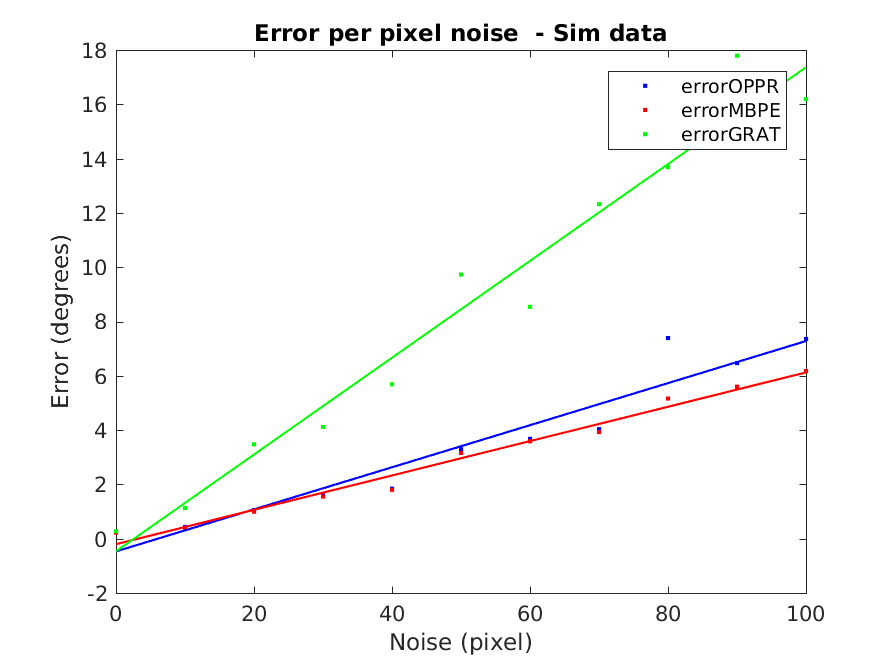 Error per pixel noise  - Sim data
18
16
14
12
10
8
6
4
2
0
-2
Error (degrees)
errorOPPR
errorMBPE
errorGRAT
0
20
40
60
80
100
Noise (pixel)